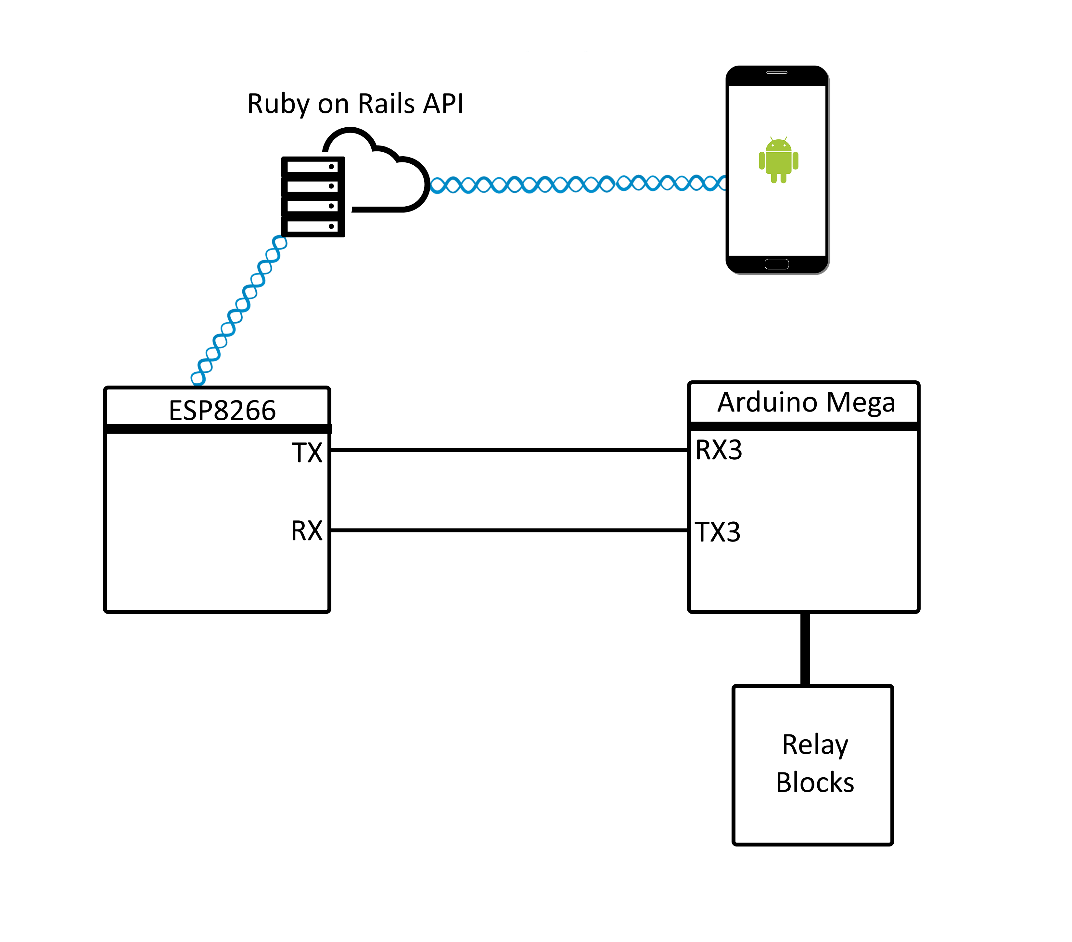 Ruby on Rails API
ESP8266
Arduino Mega
TX
RX3
RX
TX3
Relay
Blocks